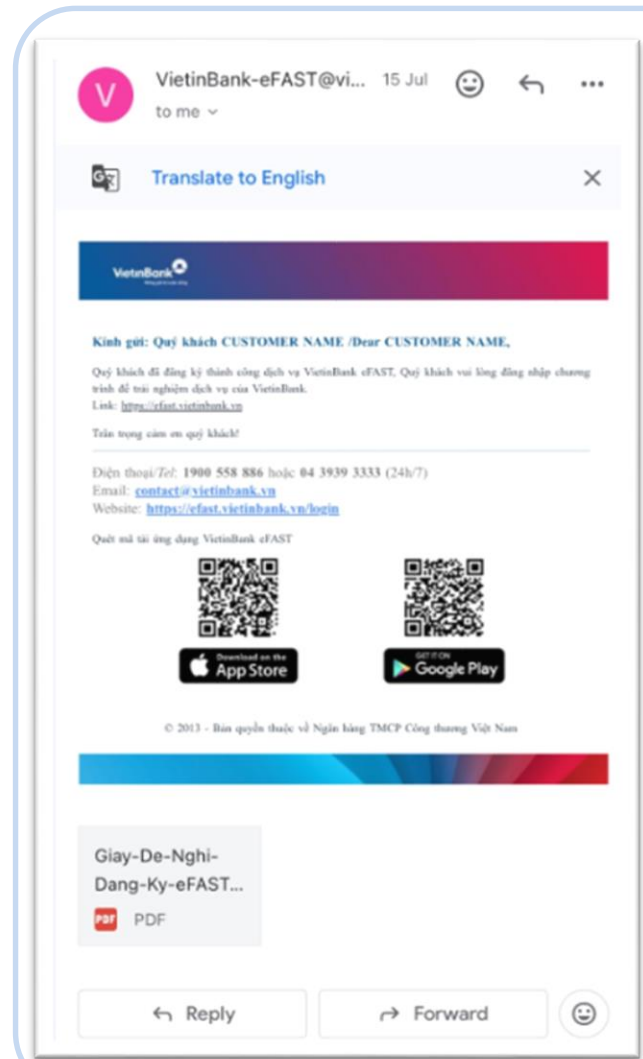 V
VietinBank-eFAST@vi... 15 Jul
to me
Translate to English
VietinBank
Kính gửi: Quý khách CUSTOMER NAME /Dear CUSTOMER NAME,
Quý khách đã đăng ký thành công dịch vụ VietinBank eFAST, Quý khách vui lòng đăng nhập chương
trình để trải nghiệm dịch vụ của VietinBank.
Link: https://efast.vietinbank.vn
Trân trọng cảm ơn quý khách!
Điện thoại/Tel: 1900 558 886 hoặc 04 3939 3333 (24h/7)
Email: contact@vietinbank.vn
Website: https://efast.vietinbank.vn/login
Quét mã tải ứng dụng VietinBank eFAST
Download on the
App Store
GET IT ON
Google Play
© 2013 - Bản quyền thuộc về Ngân hàng TMCP Công thương Việt Nam
Giay-De-Nghi-
Dang-Ky-eFAST...
PDF PDF
Reply
Forward